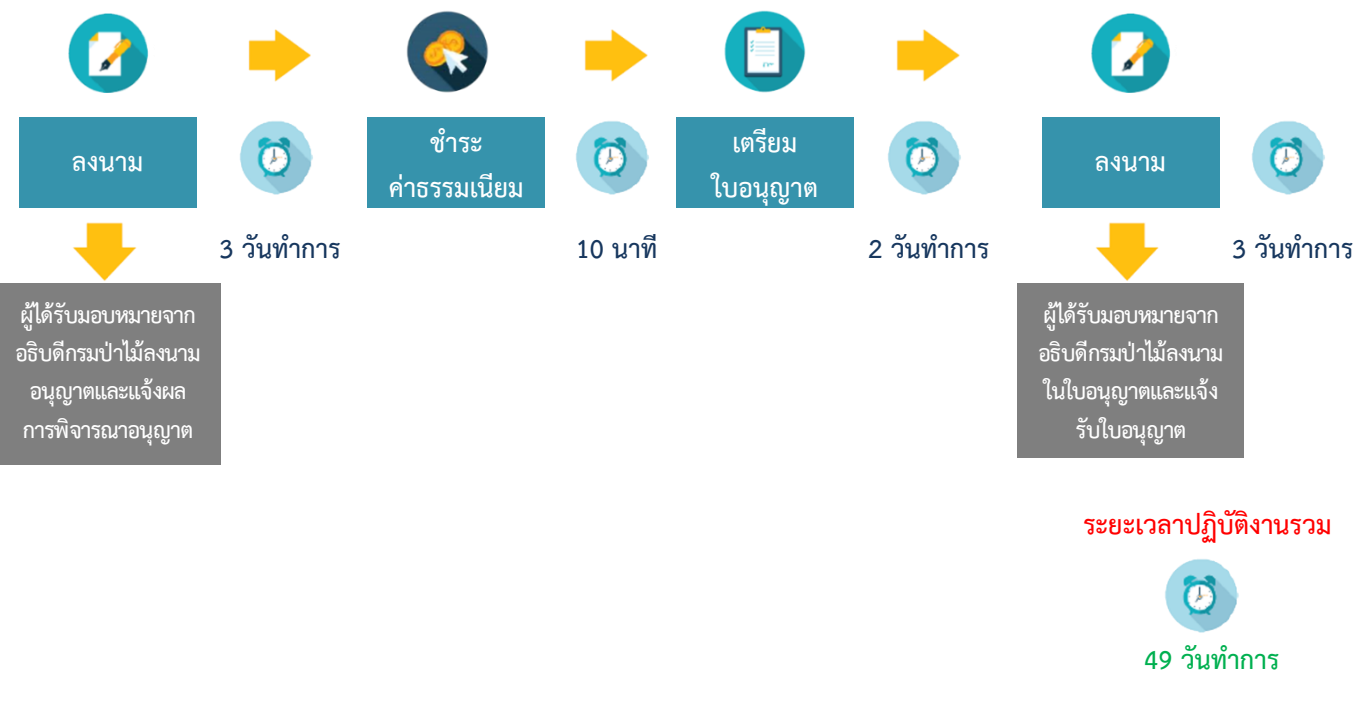 ลงนาม
3 วันทำการ
ชำระ
ค่าธรรมเนียม
10 นาที
เตรียม
ใบอนุญาต
2 วันทำการ
ลงนาม
3 วันทำการ
ผู้ได้รับมอบหมายจาก
อธิบดีกรมป่าไม้ลงนาม
อนุญาตและแจ้งผล
การพิจารณาอนุญาต
ผู้ได้รับมอบหมายจาก
อธิบดีกรมป่าไม้ลงนาม
ในใบอนุญาตและแจ้ง
รับใบอนุญาต
ระยะเวลาปฏิบัติงานรวม
49 วันทำการ